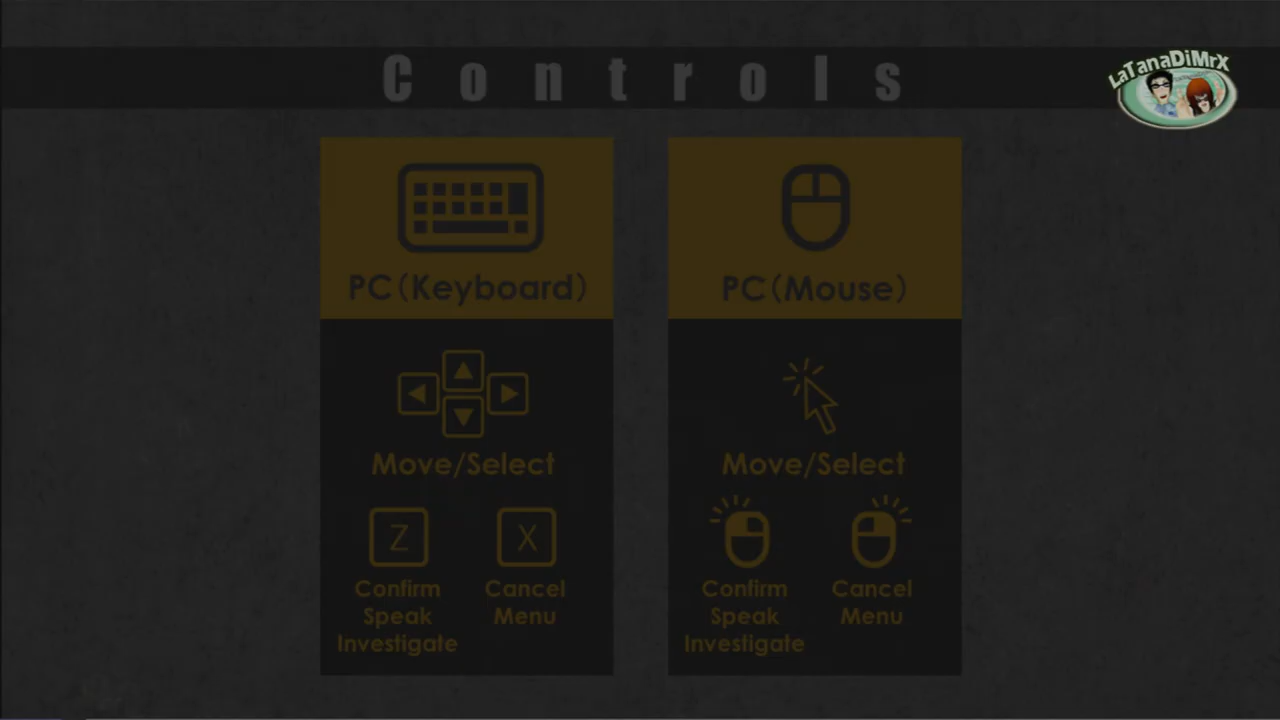 Controls
LaTanaDiMrX
PC(Keyboard)
PC(Mouse)
Move/Select
Move/Select
Z
X
Confirm
Speak
Investigate
Cancel
Menu
Confirm
Speak
Investigate
Cancel
Menu